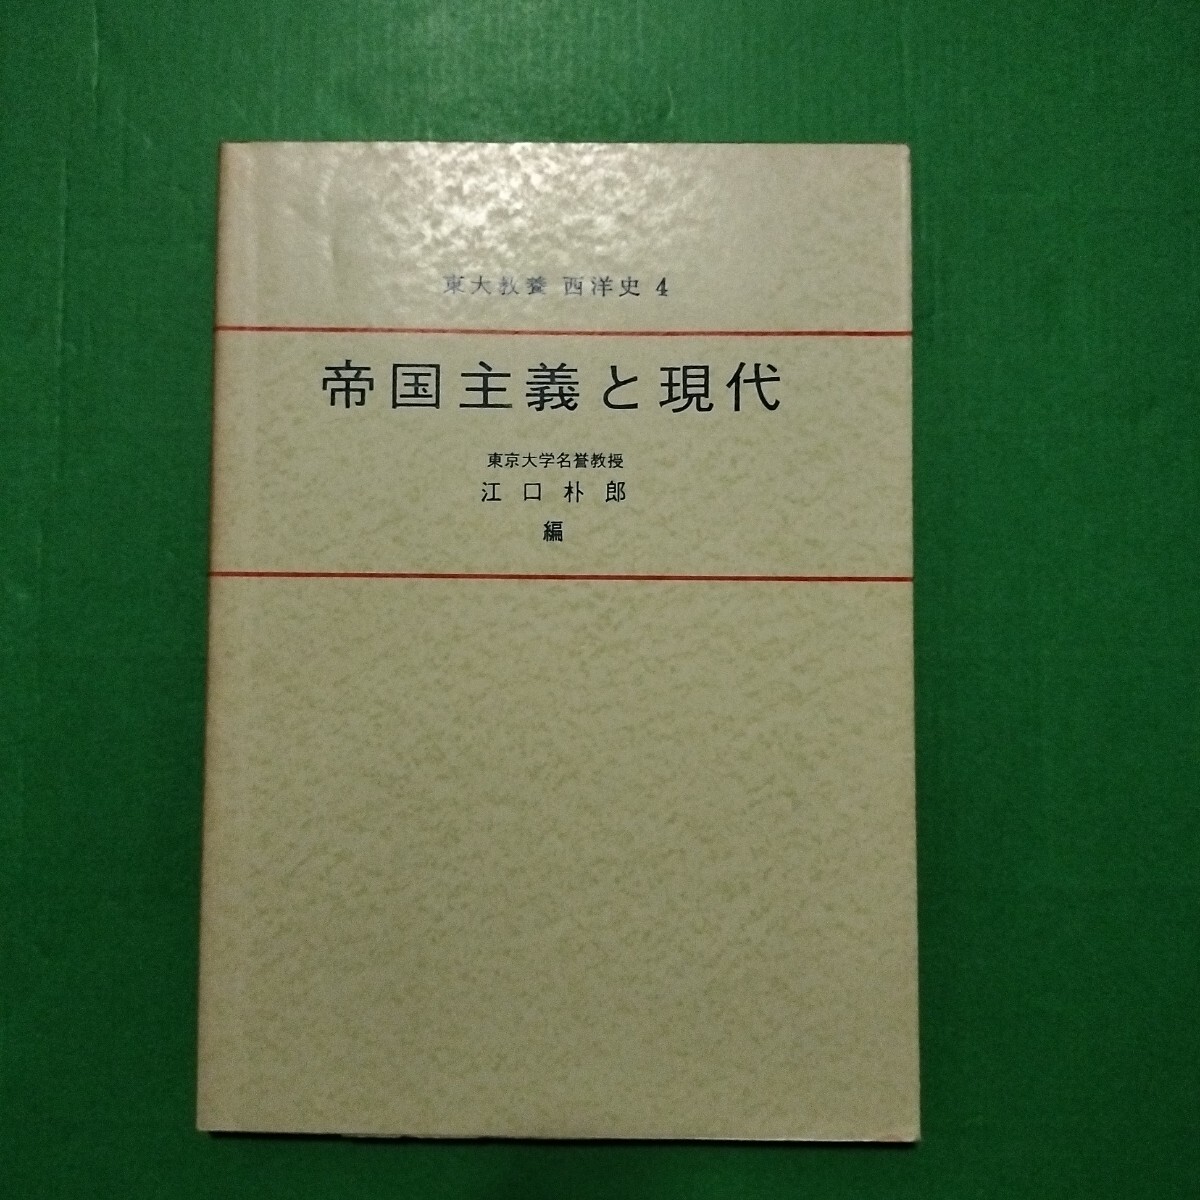 東大教養 西洋史 4
帝国主義と現代
東京大学名誉教授
江口朴郎
編